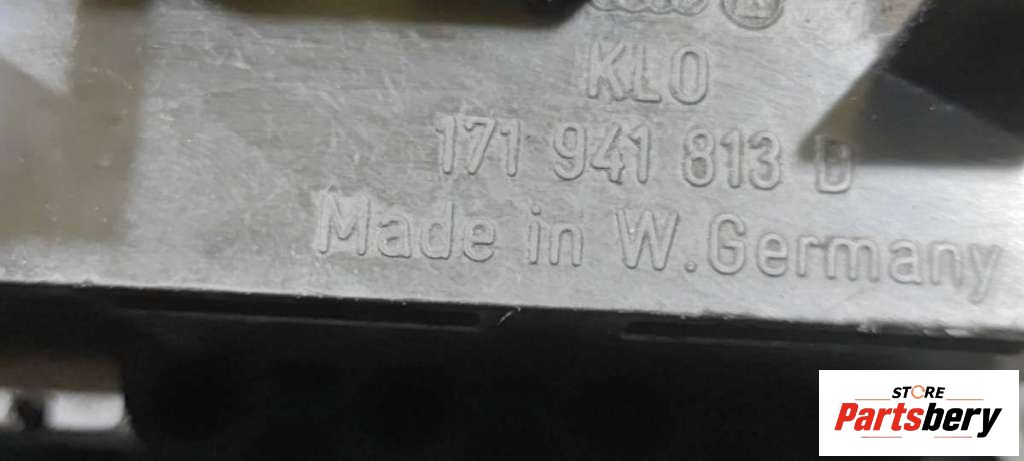 KLO
171 941 813 D
Made in W. Germany
STORE
Partsbery